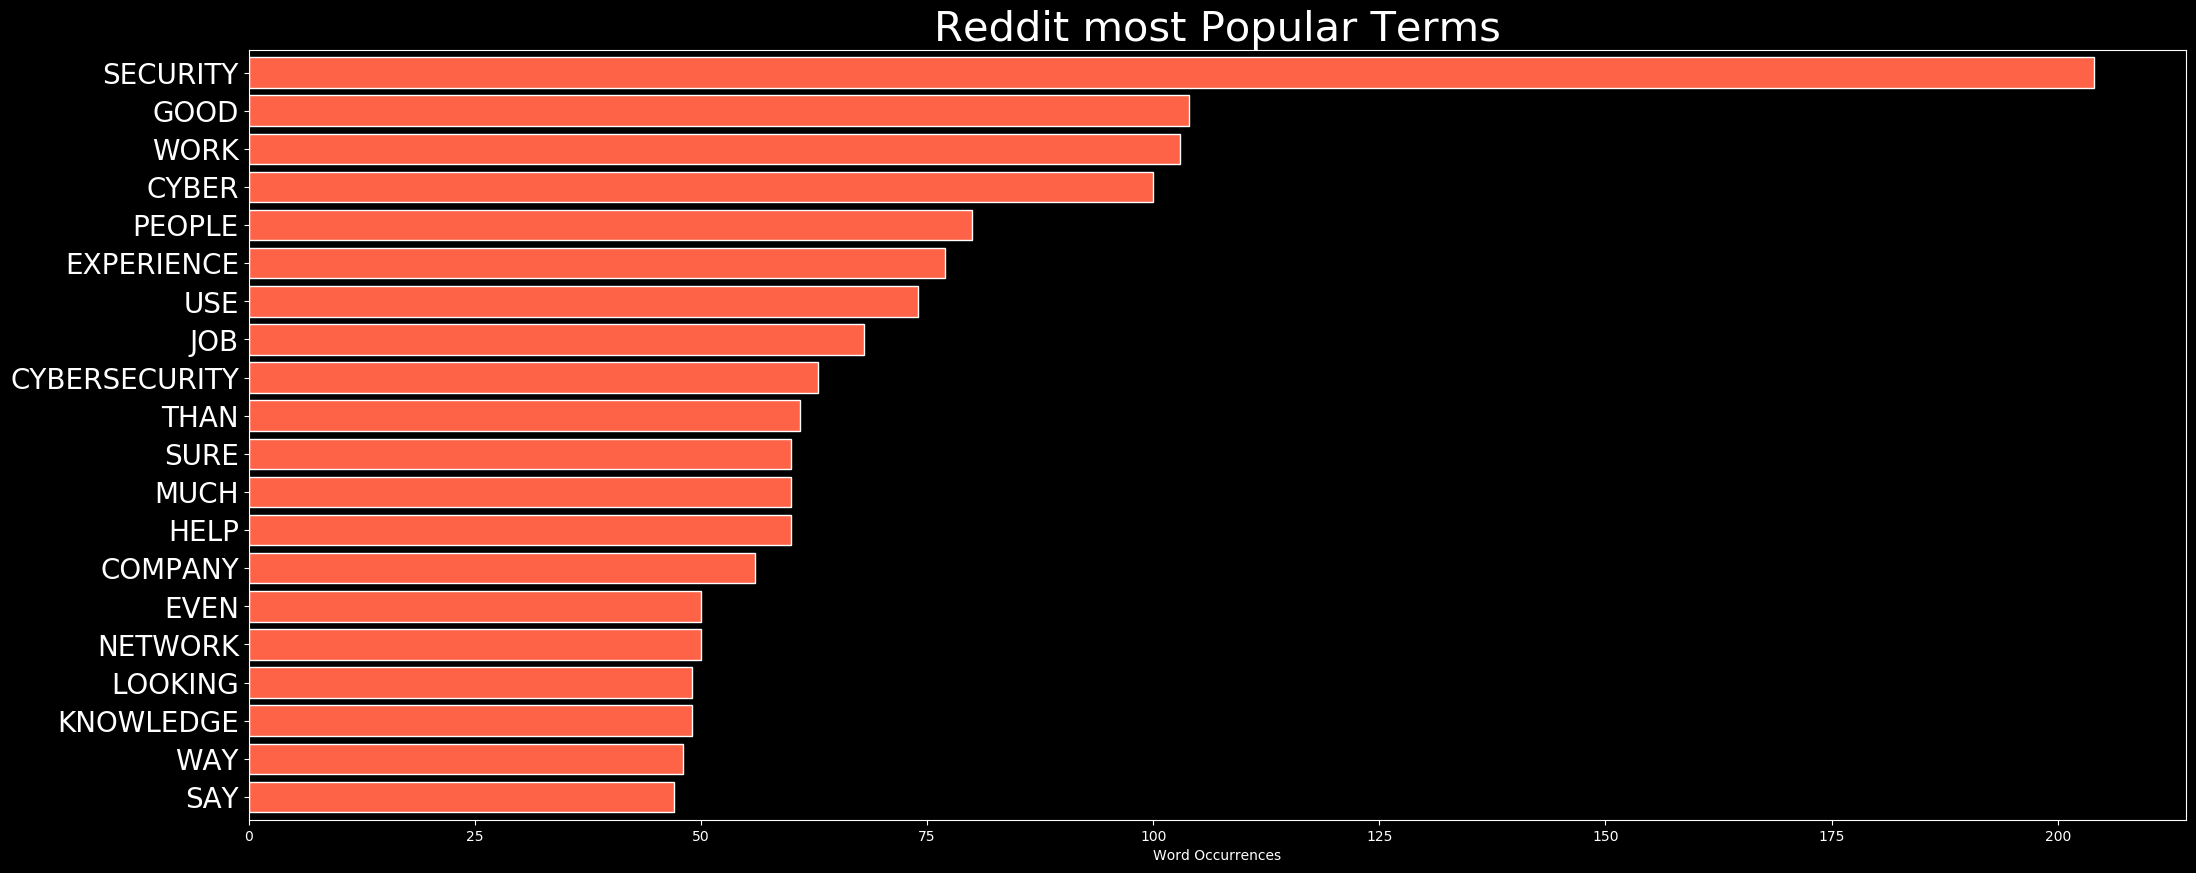 Reddit most Popular Terms
SECURITY
GOOD
WORK
CYBER
PEOPLE
EXPERIENCE
USE
JOB
CYBERSECURITY
THAN
SURE
MUCH
HELP
COMPANY
EVEN
NETWORK
LOOKING
KNOWLEDGE
WAY
SAY
0 25 50 75 100 125 150 175 200
Word Occurrences